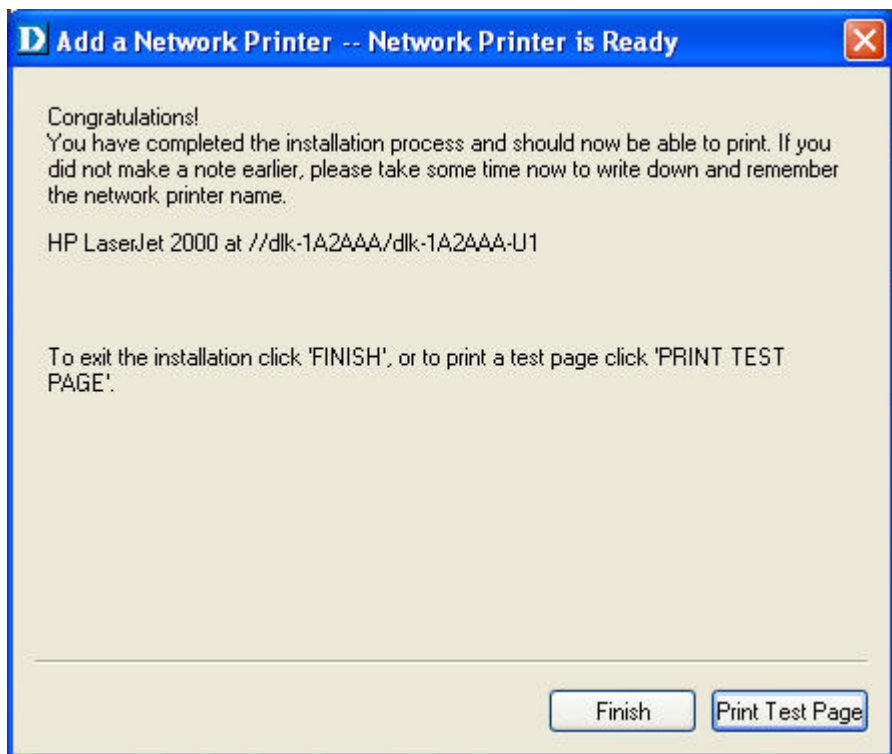 D Add a Network Printer -- Network Printer is Ready
Congratulations!
You have completed the installation process and should now be able to print. If you
did not make a note earlier, please take some time now to write down and remember
the network printer name.
HP LaserJet 2000 at //dlk-1A2AAA/dlk-1A2AAA-U1
To exit the installation click 'FINISH', or to print a test page click 'PRINT TEST
PAGE'.
Finish Print Test Page